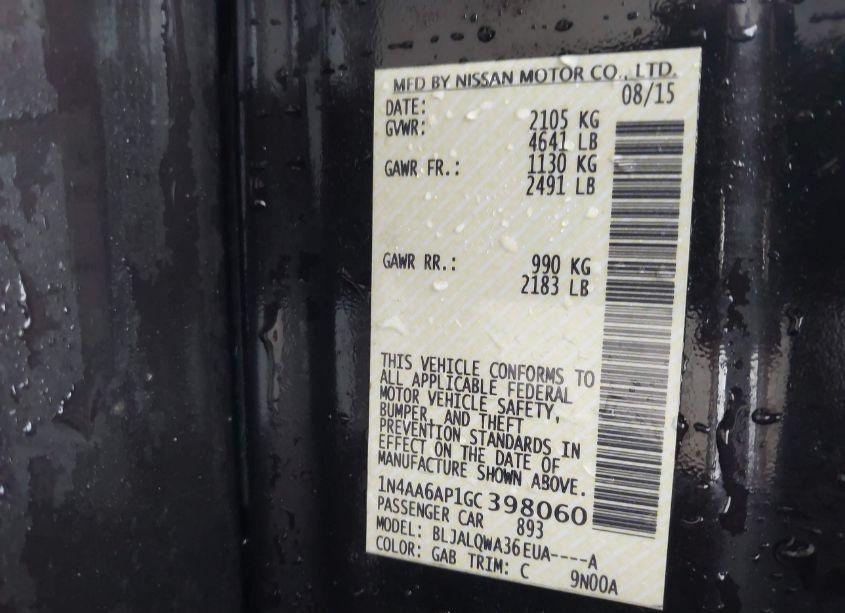 MFD BY NISSAN MOTOR CO., LTD.
DATE: 08/15
GVWR: 2105 KG
4641 LB
GAWR FR.: 1130 KG
2491 LB
GAWR RR.: 990 KG
2183 LB
THIS VEHICLE CONFORMS TO
ALL APPLICABLE FEDERAL
MOTOR VEHICLE SAFETY,
BUMPER, AND THEFT
PREVENTION STANDARDS IN
EFFECT ON THE DATE OF
MANUFACTURE SHOWN ABOVE.
1N4AA6AP1GC 398060
PASSENGER CAR 893
MODEL: BLJALQWA36EUA----A
COLOR: GAB TRIM: C 9N00A